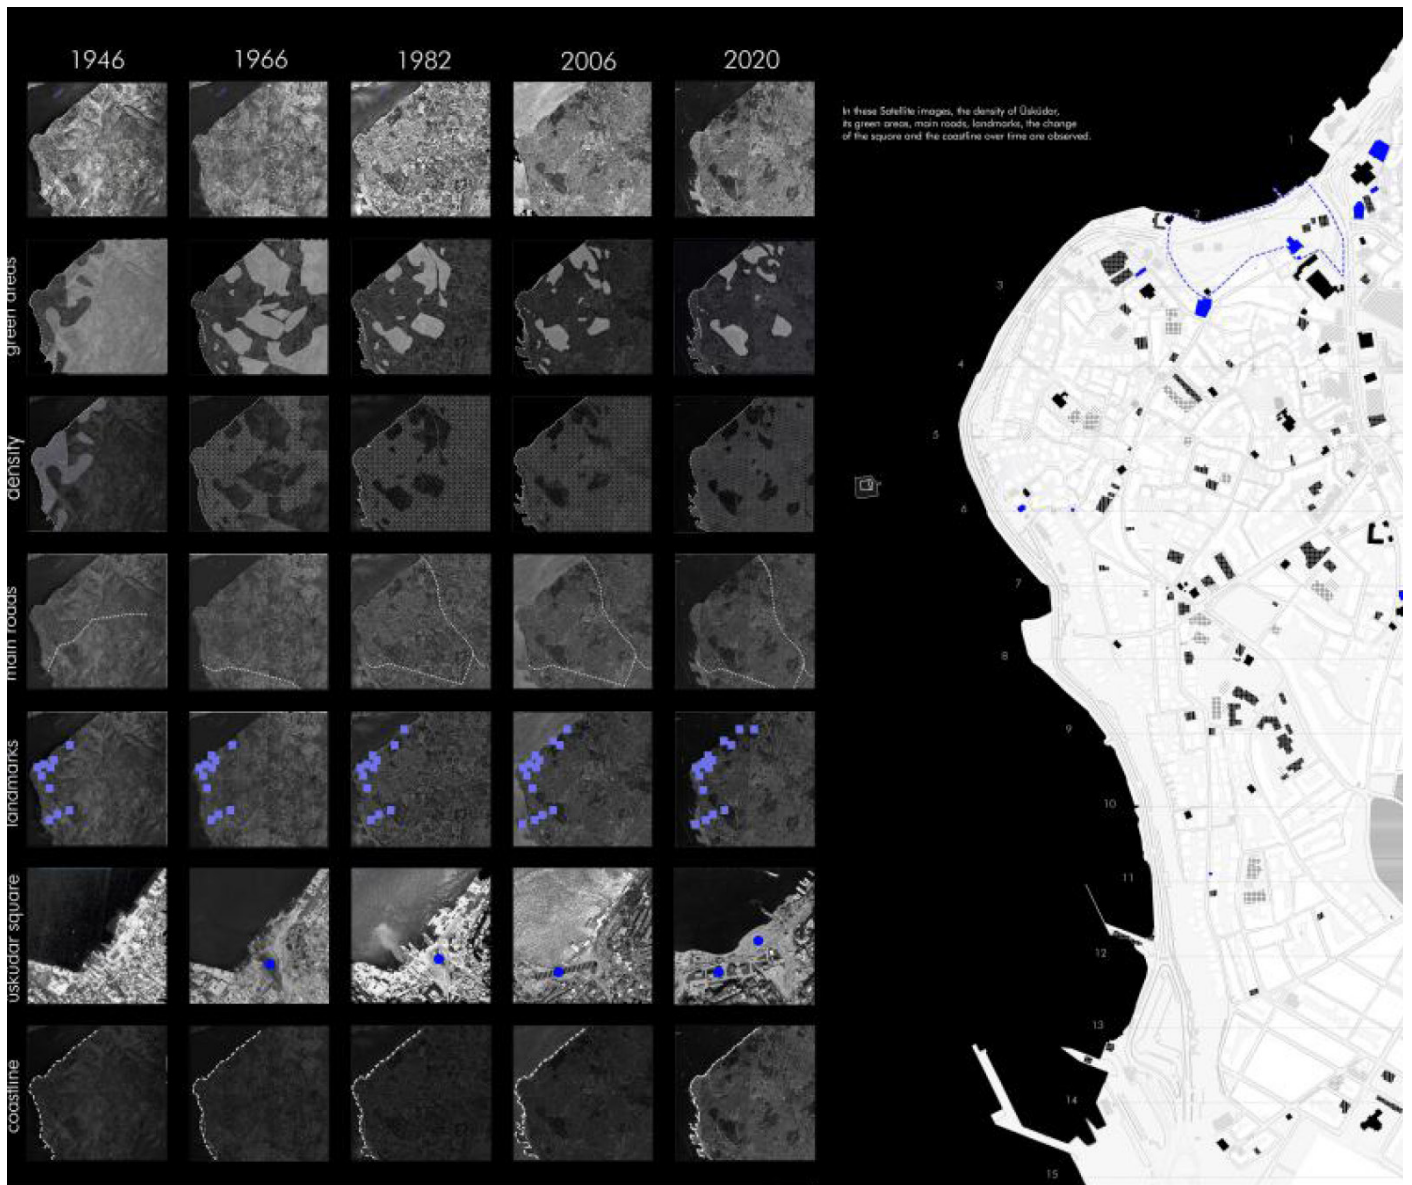 1946 1966 1982 2006 2020
In these Satellite images, the density of Üsküdar,
its green areas, main roads, landmarks, the change
of the square and the coastline over time are observed.
green areas
density
main roads
landmarks
üsküdar square
coastline
1
2
3
4
5
6
7
8
9
10
11
12
13
14
15